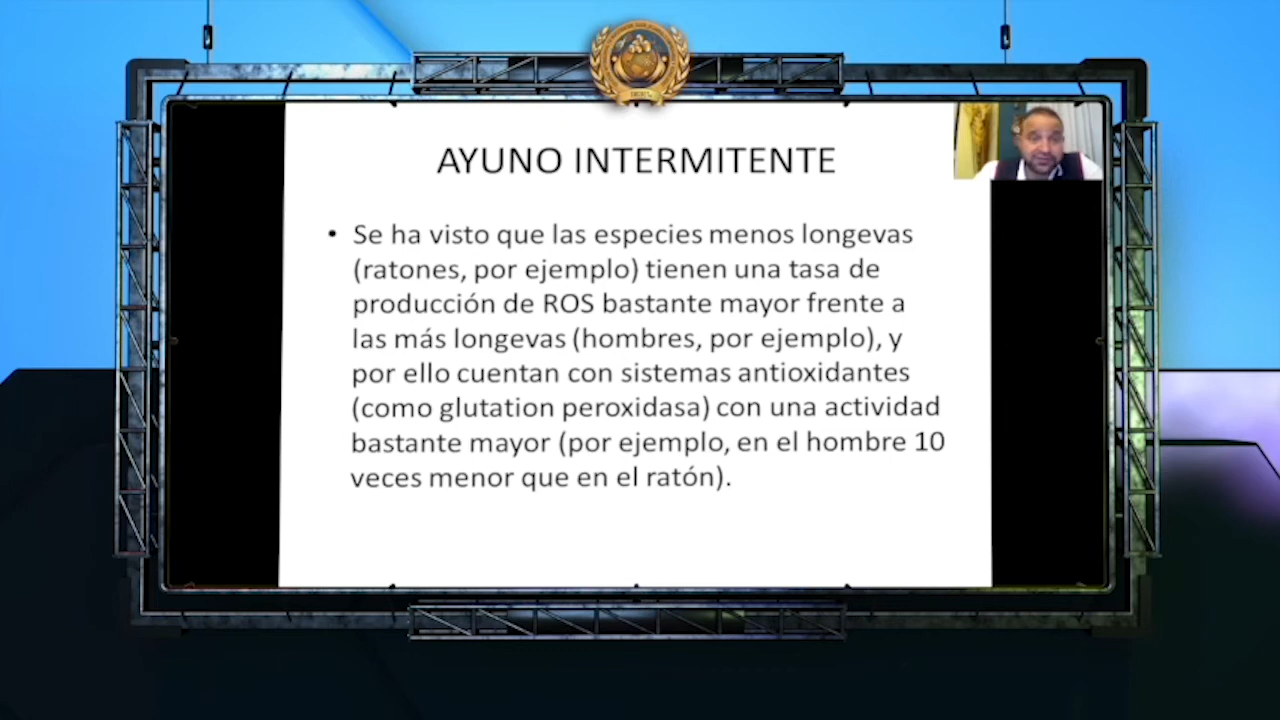 AYUNO INTERMITENTE
• Se ha visto que las especies menos longevas
(ratones, por ejemplo) tienen una tasa de
producción de ROS bastante mayor frente a
las más longevas (hombres, por ejemplo), y
por ello cuentan con sistemas antioxidantes
(como glutation peroxidasa) con una actividad
bastante mayor (por ejemplo, en el hombre 10
veces menor que en el ratón).